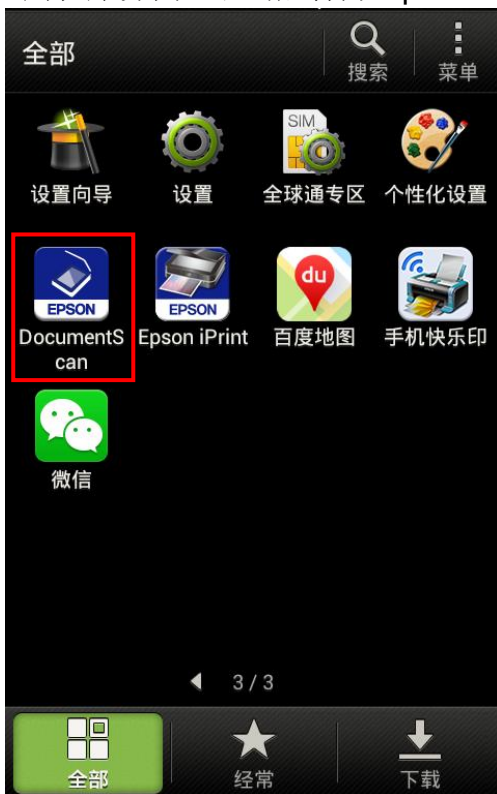 全部
搜索
菜单
SIM
设置向导
设置
全球通专区
个性化设置
EPSON
EPSON
du
DocumentS
can
Epson iPrint
百度地图
手机快乐印
微信
3/3
全部
经常
下载